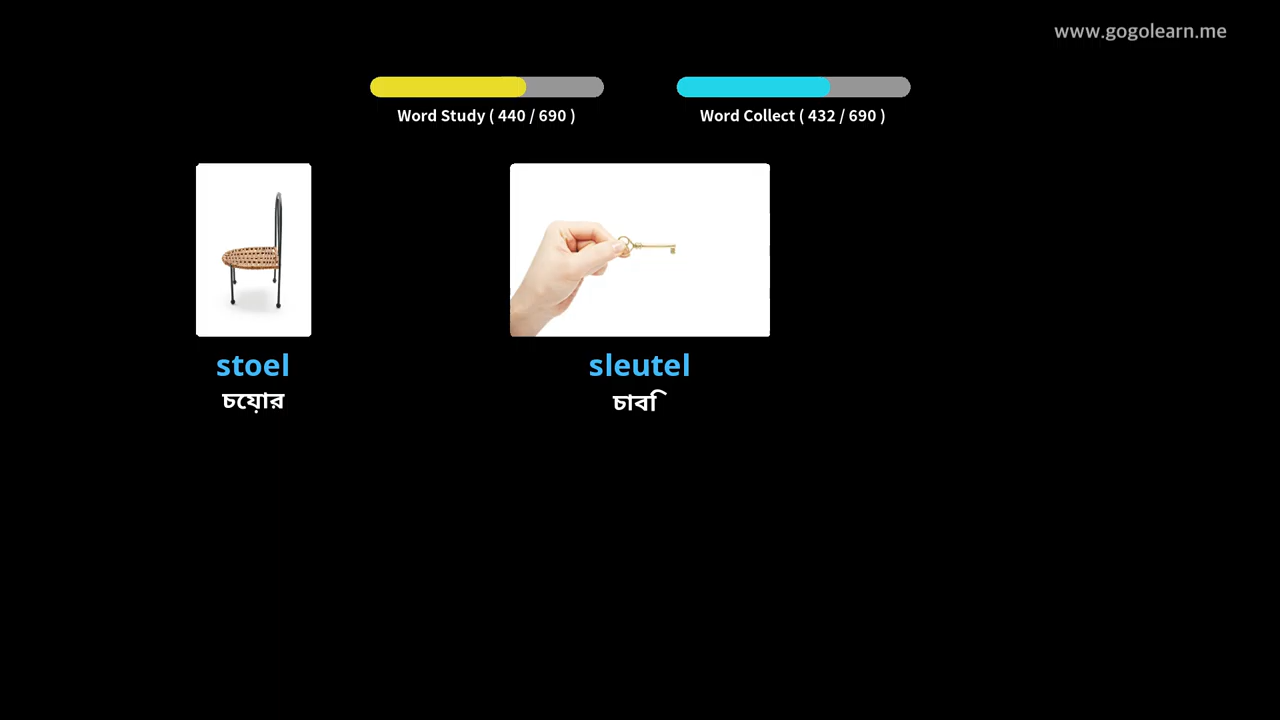 www.gogolearn.me
Word Study ( 440 / 690 )
Word Collect ( 432 / 690 )
stoel
চেয়ার
sleutel
চাবি